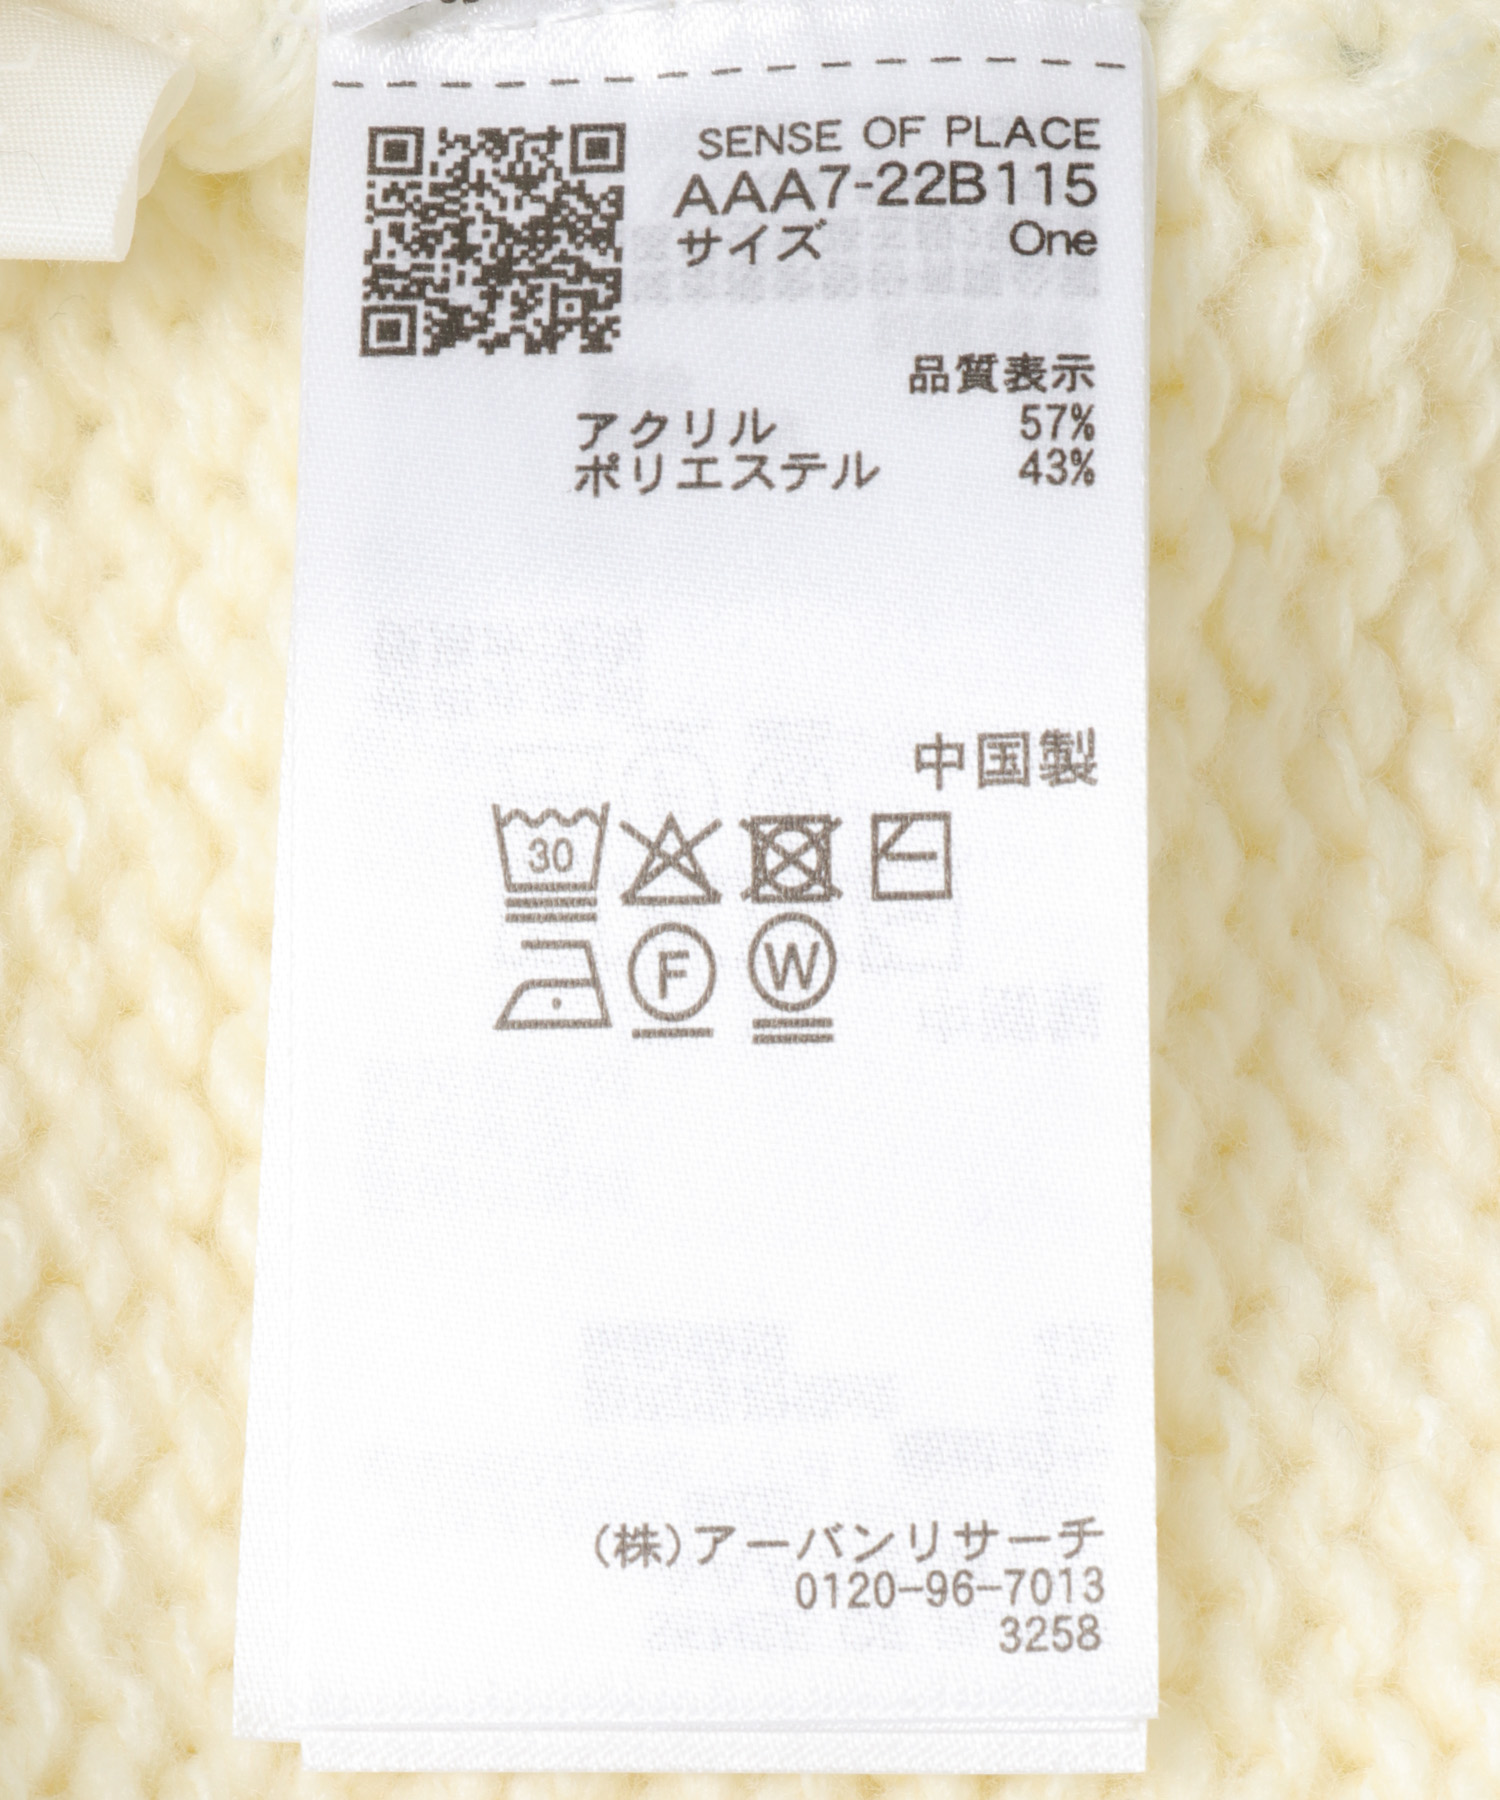 SENSE OF PLACE
AAA7-22B115
サイズ One
品質表示
アクリル 57%
ポリエステル 43%
中国製
30
F W
(株)アーバンリサーチ
0120-96-7013
3258